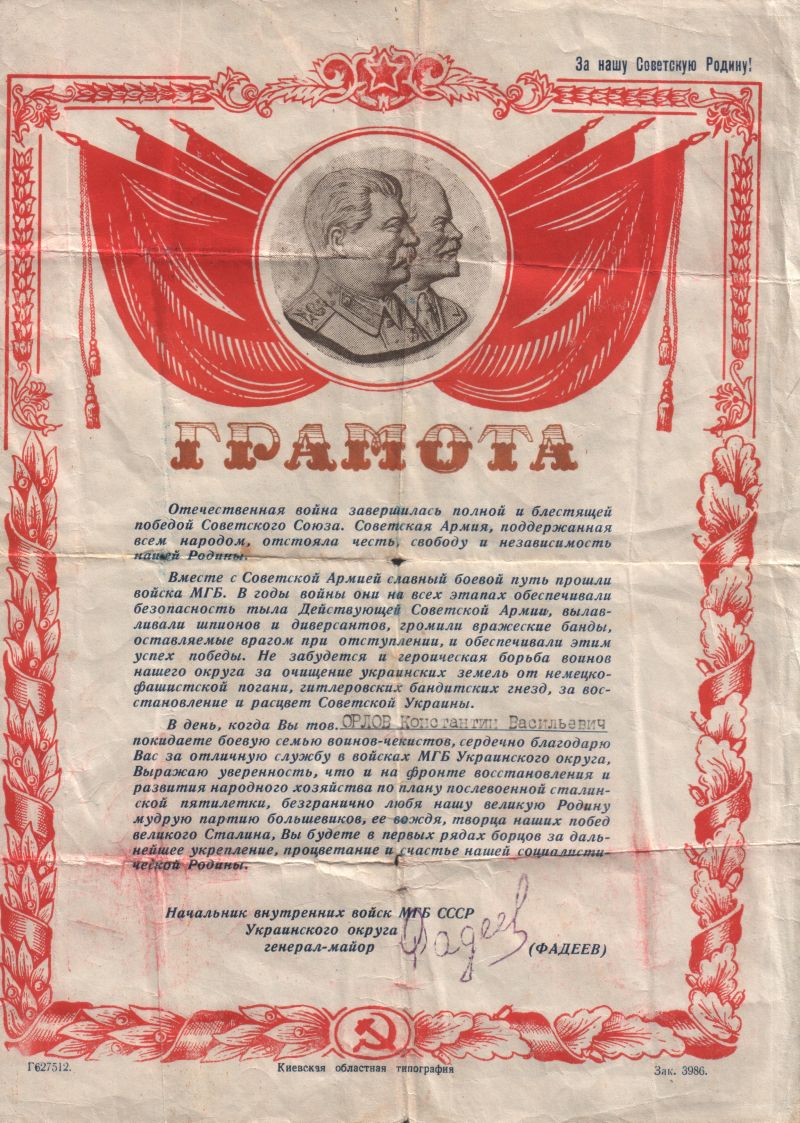 За нашу Советскую Родину!
ГРАМОТА
Отечественная война завершилась полной и блестящей
победой Советского Союза. Советская Армия, поддержанная
всем народом, отстояла честь, свободу и независимость
нашей Родины.
Вместе с Советской Армией славный боевой путь прошли
войска МГБ. В годы войны они на всех этапах обеспечивали
безопасность тыла Действующей Советской Армии, вылав-
ливали шпионов и диверсантов, громили вражеские банды,
оставляемые врагом при отступлении, и обеспечивали этим
успех победы. Не забудется и героическая борьба воинов
нашего округа за очищение украинских земель от немецко-
фашистской погани, гитлеровских бандитских гнезд, за вос-
становление и расцвет Советской Украины.
В день, когда Вы тов. ОРЛОВ Константин Васильевич
покидаете боевую семью воинов-чекистов, сердечно благодарю
Вас за отличную службу в войсках МГБ Украинского округа,
Выражаю уверенность, что и на фронте восстановления и
развития народного хозяйства по плану послевоенной сталин-
ской пятилетки, безгранично любя нашу великую Родину
мудрую партию большевиков, ее вождя, творца наших побед
великого Сталина, Вы будете в первых рядах борцов за даль-
нейшее укрепление, процветание и счастье нашей социалисти-
ческой Родины.
Начальник внутренних войск МГБ СССР
Украинского округа
генерал-майор Фадеев (ФАДЕЕВ)
Г627512. Киевская областная типография Зак. 3986.